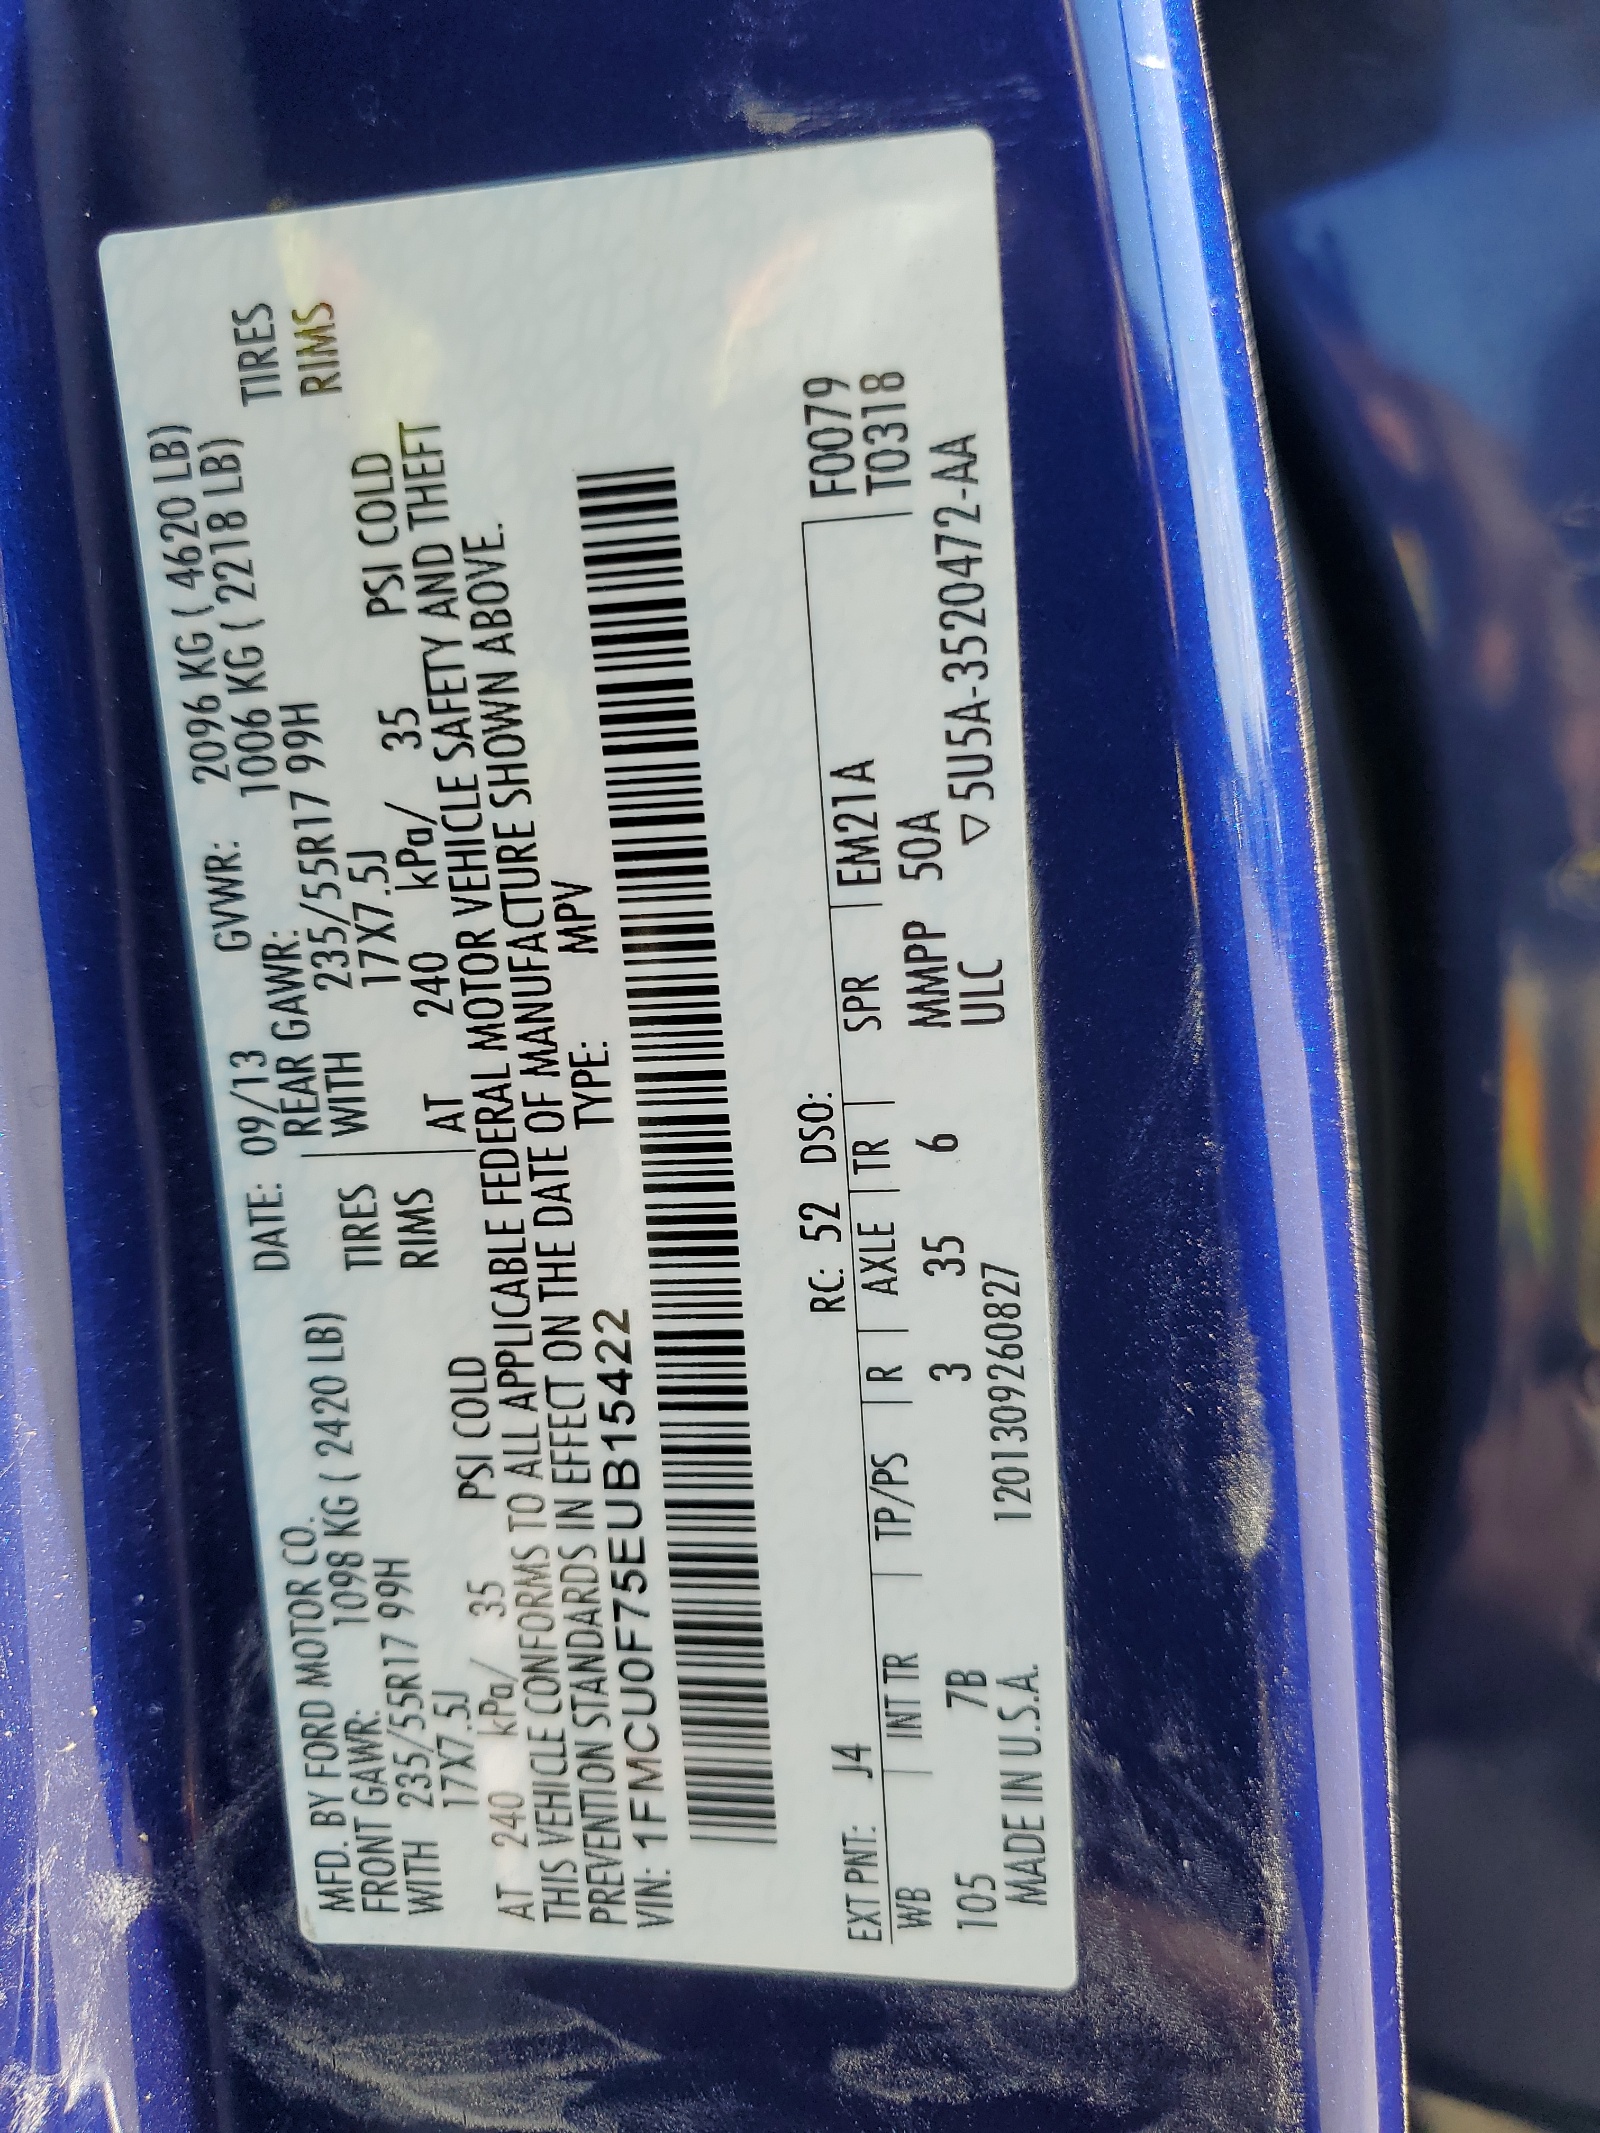 MFD. BY FORD MOTOR CO. DATE: 09/13 GVWR: 2096 KG ( 4620 LB)
FRONT GAWR: 1098 KG ( 2420 LB) REAR GAWR: 1006 KG ( 2218 LB)
WITH 235/55R17 99H TIRES WITH 235/55R17 99H TIRES
17X7.5J RIMS 17X7.5J RIMS
AT 240 kPa/ 35 PSI COLD AT 240 kPa/ 35 PSI COLD
THIS VEHICLE CONFORMS TO ALL APPLICABLE FEDERAL MOTOR VEHICLE SAFETY AND THEFT
PREVENTION STANDARDS IN EFFECT ON THE DATE OF MANUFACTURE SHOWN ABOVE.
VIN: 1FMCU0F75EUB15422 TYPE: MPV
EXT PNT: J4 RC: 52 DSO:
WB INT TR TP/PS R AXLE TR SPR EM21A F0079
105 7B 3 35 6 MMPP 50A T0318
MADE IN U.S.A. 120130926​0827 ULC ▽5U5A-3520472-AA